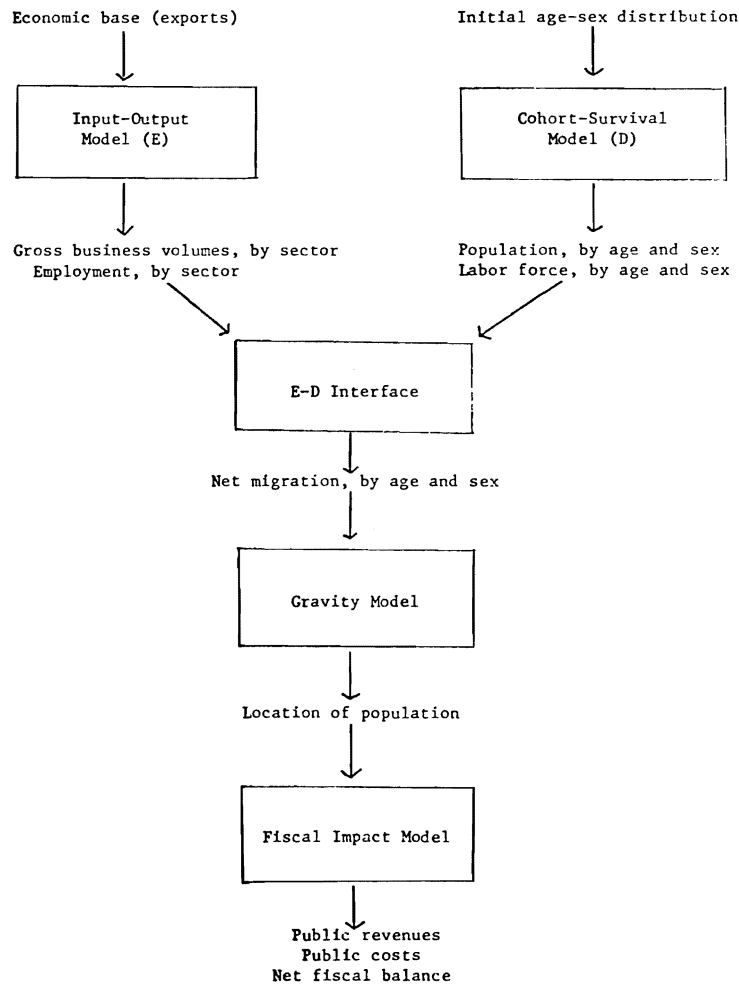 Economic base (exports)
Initial age-sex distribution
Input-Output
Model (E)
Cohort-Survival
Model (D)
Gross business volumes, by sector
Employment, by sector
Population, by age and sex
Labor force, by age and sex
E-D Interface
Net migration, by age and sex
Gravity Model
Location of population
Fiscal Impact Model
Public revenues
Public costs
Net fiscal balance